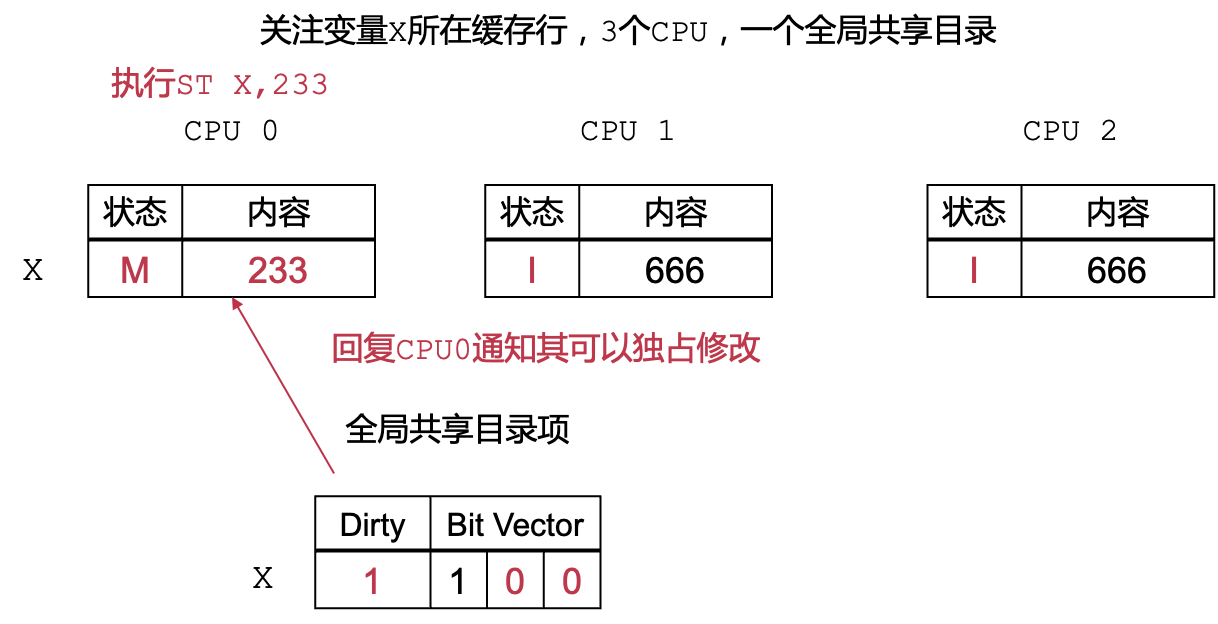 关注变量X所在缓存行，3个CPU，一个全局共享目录
执行ST X,233
CPU 0 CPU 1 CPU 2
状态 内容 状态 内容 状态 内容
X M 233 I 666 I 666
回复CPU0通知其可以独占修改
全局共享目录项
Dirty Bit Vector
X 1 1 0 0